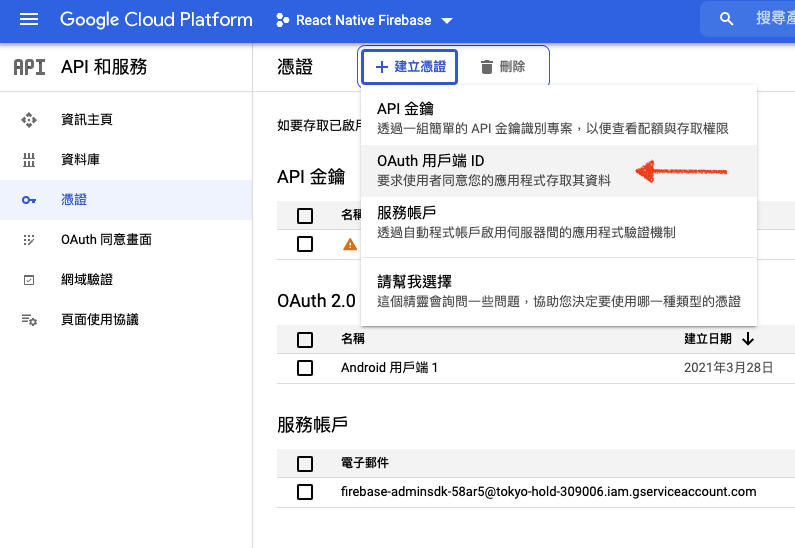 Google Cloud Platform
React Native Firebase
搜尋產
API
API 和服務
資訊主頁
資料庫
憑證
OAuth 同意畫面
網域驗證
頁面使用協議
憑證
建立憑證
刪除
API 金鑰
透過一組簡單的 API 金鑰識別專案，以便查看配額與存取權限
OAuth 用戶端 ID
要求使用者同意您的應用程式存取其資料
服務帳戶
透過自動程式帳戶啟用伺服器間的應用程式驗證機制
請幫我選擇
這個精靈會詢問一些問題，協助您決定要使用哪一種類型的憑證
如要存取已啟用
API 金鑰
名稱
OAuth 2.0
名稱
建立日期
Android 用戶端 1
2021年3月28日
服務帳戶
電子郵件
firebase-adminsdk-58ar5@tokyo-hold-309006.iam.gserviceaccount.com